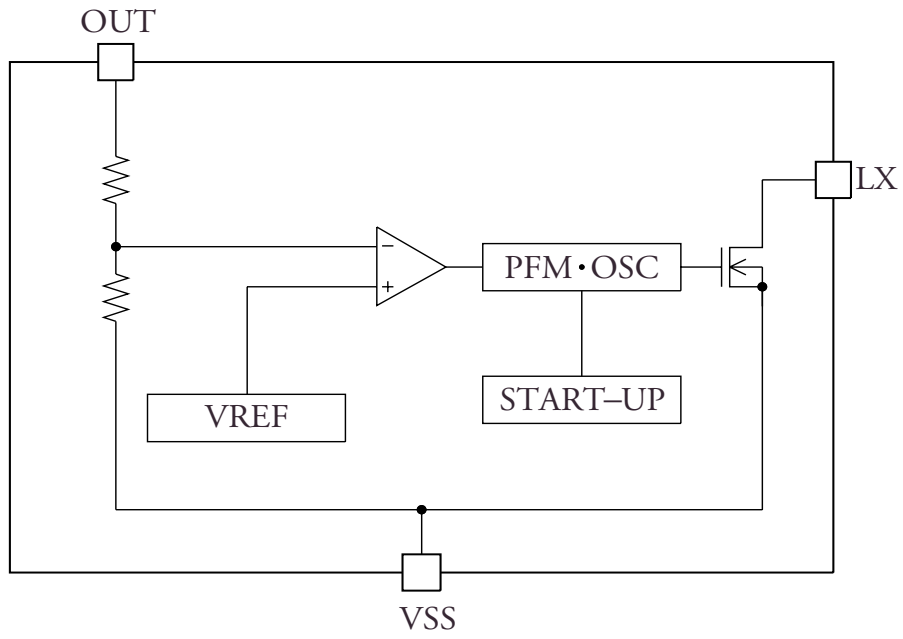 OUT
LX
−
+
PFM•OSC
START–UP
VREF
VSS